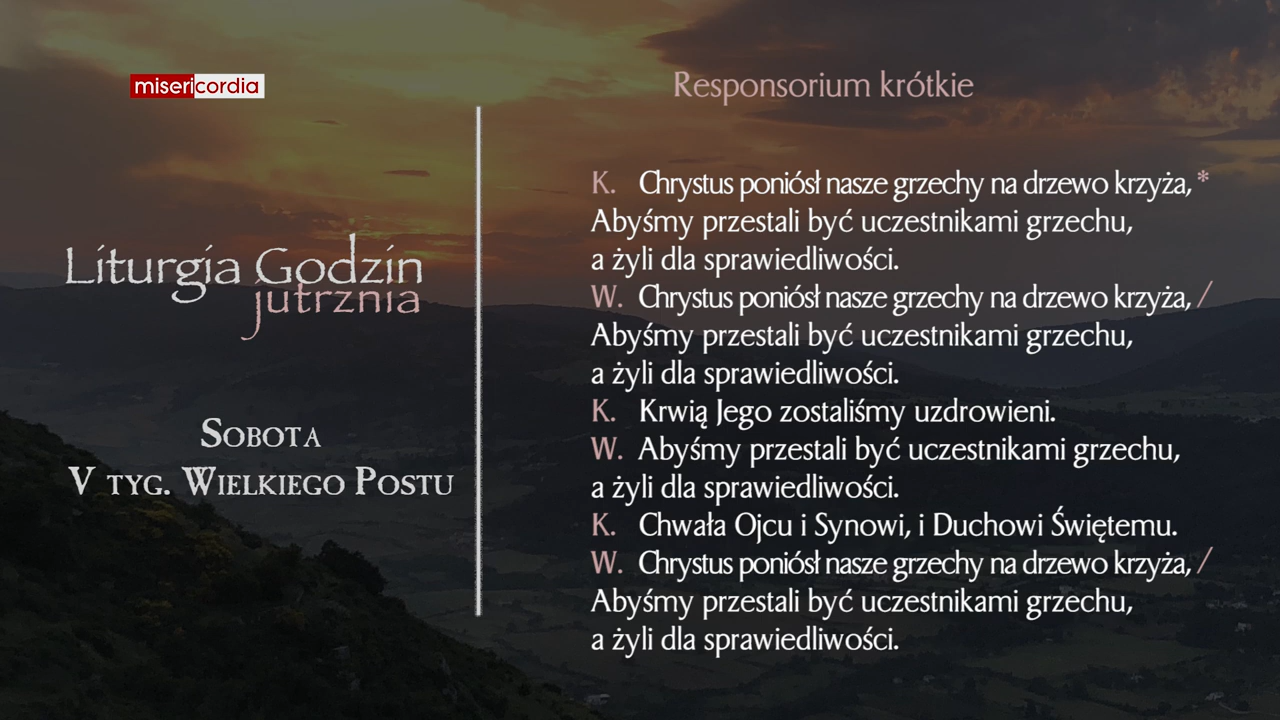 misericordia
Liturgia Godzin
jutrznia
Sobota
V tyg. Wielkiego Postu
Responsorium krótkie
K. Chrystus poniósł nasze grzechy na drzewo krzyża, *
Abyśmy przestali być uczestnikami grzechu,
a żyli dla sprawiedliwości.
W. Chrystus poniósł nasze grzechy na drzewo krzyża, /
Abyśmy przestali być uczestnikami grzechu,
a żyli dla sprawiedliwości.
K. Krwią Jego zostaliśmy uzdrowieni.
W. Abyśmy przestali być uczestnikami grzechu,
a żyli dla sprawiedliwości.
K. Chwała Ojcu i Synowi, i Duchowi Świętemu.
W. Chrystus poniósł nasze grzechy na drzewo krzyża, /
Abyśmy przestali być uczestnikami grzechu,
a żyli dla sprawiedliwości.